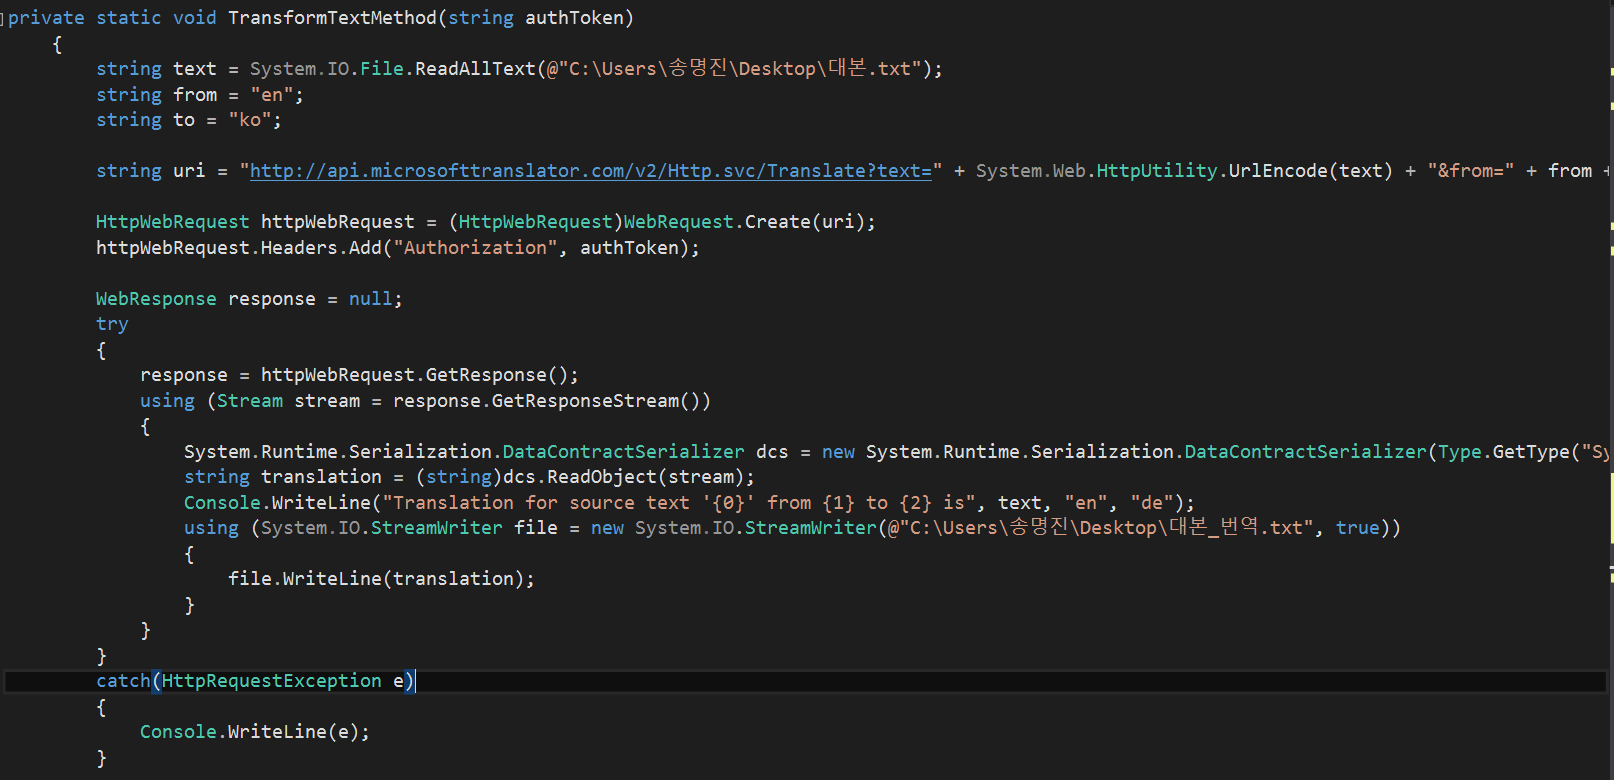 private static void TransformTextMethod(string authToken)
{
string text = System.IO.File.ReadAllText(@"C:\Users\송명진\Desktop\대본.txt");
string from = "en";
string to = "ko";
string uri = "http://api.microsofttranslator.com/v2/Http.svc/Translate?text=" + System.Web.HttpUtility.UrlEncode(text) + "&from=" + from +
HttpWebRequest httpWebRequest = (HttpWebRequest)WebRequest.Create(uri);
httpWebRequest.Headers.Add("Authorization", authToken);
WebResponse response = null;
try
{
response = httpWebRequest.GetResponse();
using (Stream stream = response.GetResponseStream())
{
System.Runtime.Serialization.DataContractSerializer dcs = new System.Runtime.Serialization.DataContractSerializer(Type.GetType("Sy
string translation = (string)dcs.ReadObject(stream);
Console.WriteLine("Translation for source text '{0}' from {1} to {2} is", text, "en", "de");
using (System.IO.StreamWriter file = new System.IO.StreamWriter(@"C:\Users\송명진\Desktop\대본_번역.txt", true))
{
file.WriteLine(translation);
}
}
}
catch(HttpRequestException e)
{
Console.WriteLine(e);
}